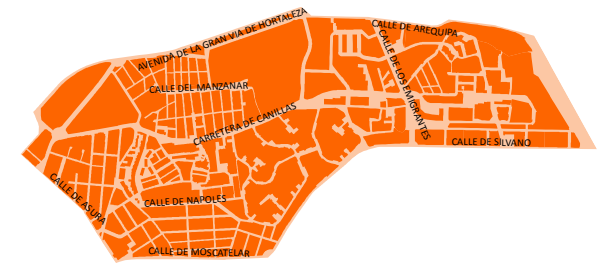 AVENIDA DE LA GRAN VIA DE HORTALEZA
CALLE DE AREQUIPA
CALLE DE LOS EMIGRANTES
CALLE DEL MANZANAR
CARRETERA DE CANILLAS
CALLE DE SILVANO
CALLE DE ASURA
CALLE DE NAPOLES
CALLE DE MOSCATELAR